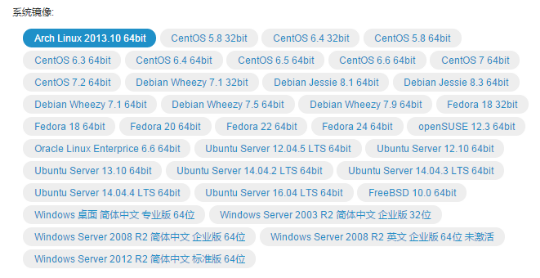 系统镜像:
Arch Linux 2013.10 64bit CentOS 5.8 32bit CentOS 6.4 32bit CentOS 5.8 64bit
CentOS 6.3 64bit CentOS 6.4 64bit CentOS 6.5 64bit CentOS 6.6 64bit CentOS 7 64bit
CentOS 7.2 64bit Debian Wheezy 7.1 32bit Debian Jessie 8.1 64bit Debian Jessie 8.3 64bit
Debian Wheezy 7.1 64bit Debian Wheezy 7.5 64bit Debian Wheezy 7.9 64bit Fedora 18 32bit
Fedora 18 64bit Fedora 20 64bit Fedora 22 64bit Fedora 24 64bit openSUSE 12.3 64bit
Oracle Linux Enterprice 6.6 64bit Ubuntu Server 12.04.5 LTS 64bit Ubuntu Server 12.10 64bit
Ubuntu Server 13.10 64bit Ubuntu Server 14.04.2 LTS 64bit Ubuntu Server 14.04.3 LTS 64bit
Ubuntu Server 14.04.4 LTS 64bit Ubuntu Server 16.04 LTS 64bit FreeBSD 10.0 64bit
Windows 桌面 简体中文 专业版 64位 Windows Server 2003 R2 简体中文 企业版 32位
Windows Server 2008 R2 简体中文 企业版 64位 Windows Server 2008 R2 英文 企业版 64位 未激活
Windows Server 2012 R2 简体中文 标准版 64位